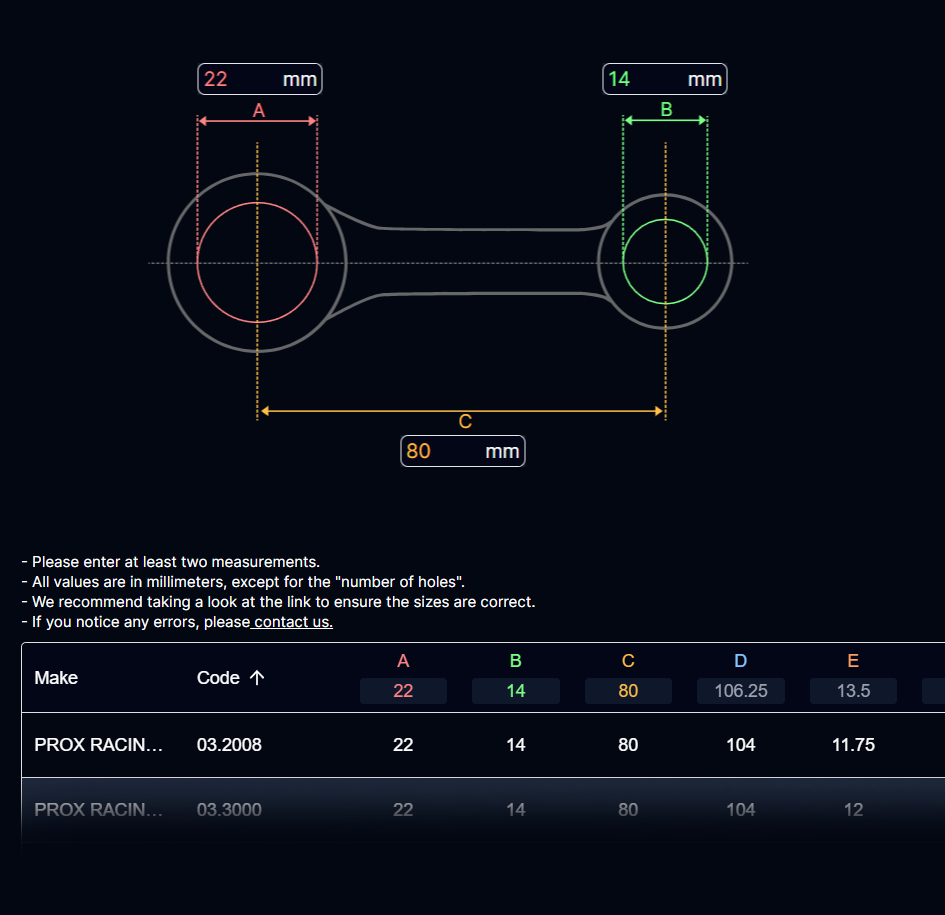 22 mm 14 mm
A B
C
80 mm
- Please enter at least two measurements.
- All values are in millimeters, except for the "number of holes".
- We recommend taking a look at the link to ensure the sizes are correct.
- If you notice any errors, please contact us.
Make Code ↑ A B C D E
22 14 80 106.25 13.5
PROX RACIN... 03.2008 22 14 80 104 11.75
PROX RACIN... 03.3000 22 14 80 104 12